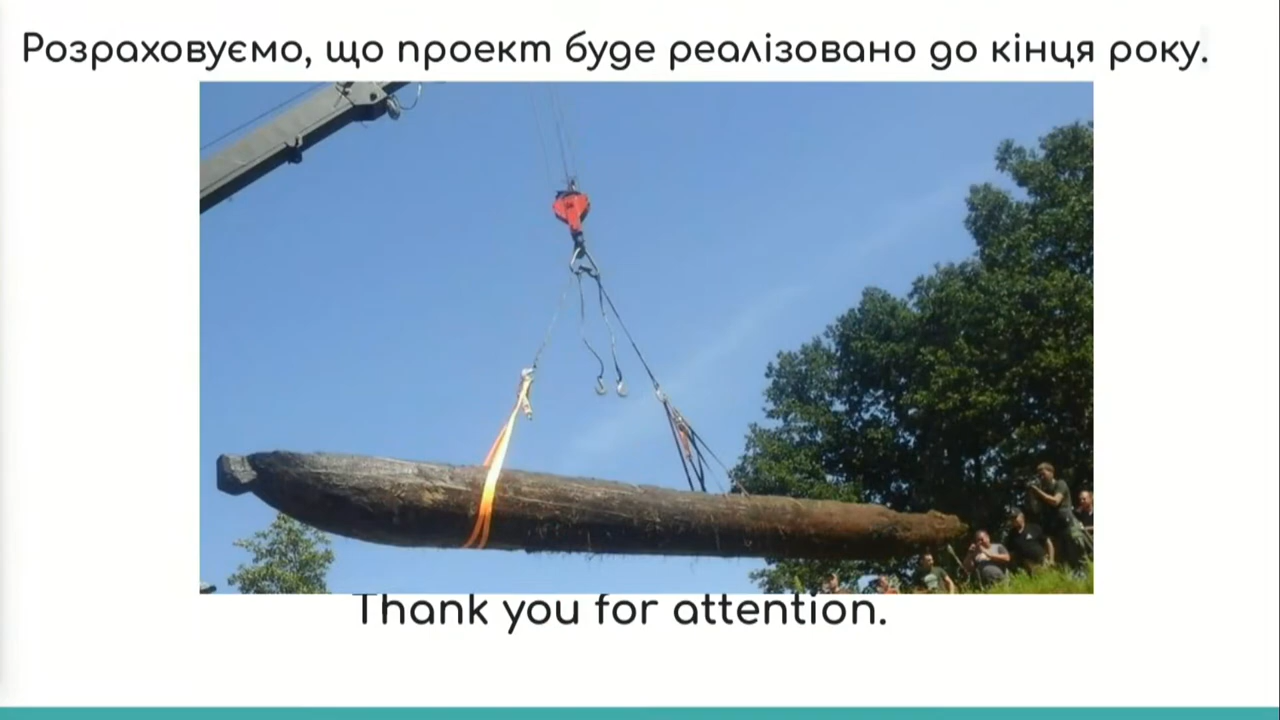 Розраховуємо, що проект буде реалізовано до кінця року.
Thank you for attention.